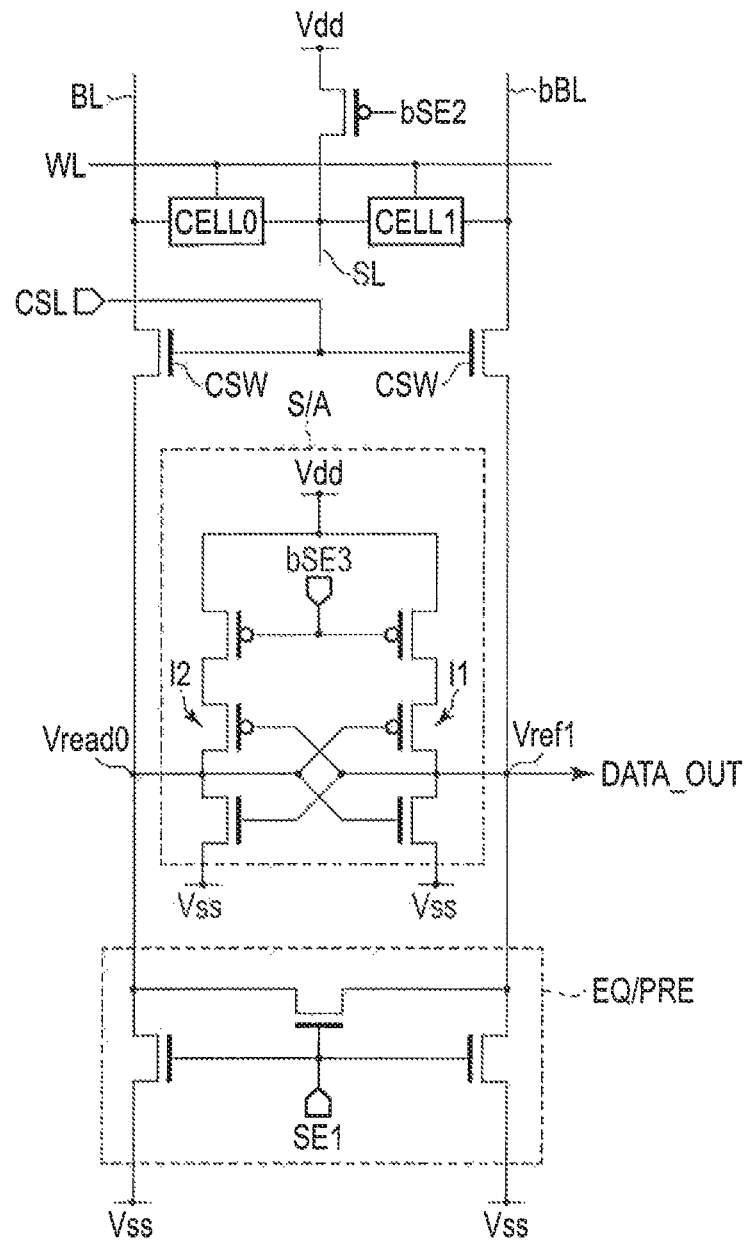 Vdd
BL
bBL
bSE2
WL
CELL0
CELL1
SL
CSL
CSW
CSW
S/A
Vdd
bSE3
I2
I1
Vread0
Vref1
DATA_OUT
Vss
Vss
EQ/PRE
SE1
Vss
Vss